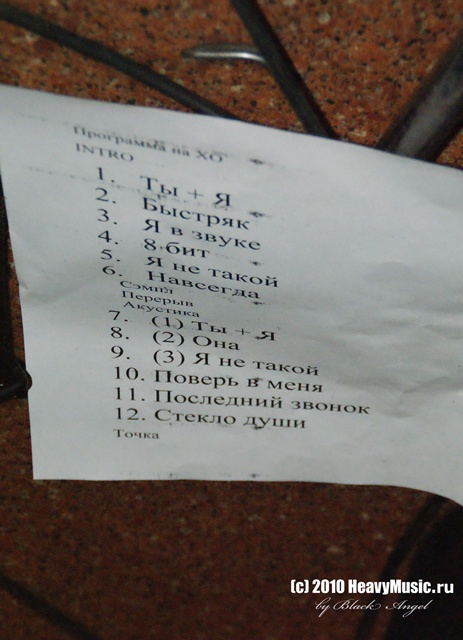 Программа на ХО
INTRO
1. Ты + Я
2. Быстряк
3. Я в звуке
4. 8 бит
5. Я не такой
6. Навсегда
Сэмпл
Перерыв
Акустика
7. (1) Ты + Я
8. (2) Она
9. (3) Я не такой
10. Поверь в меня
11. Последний звонок
12. Стекло души
Точка
(c) 2010 HeavyMusic.ru
by Black Angel